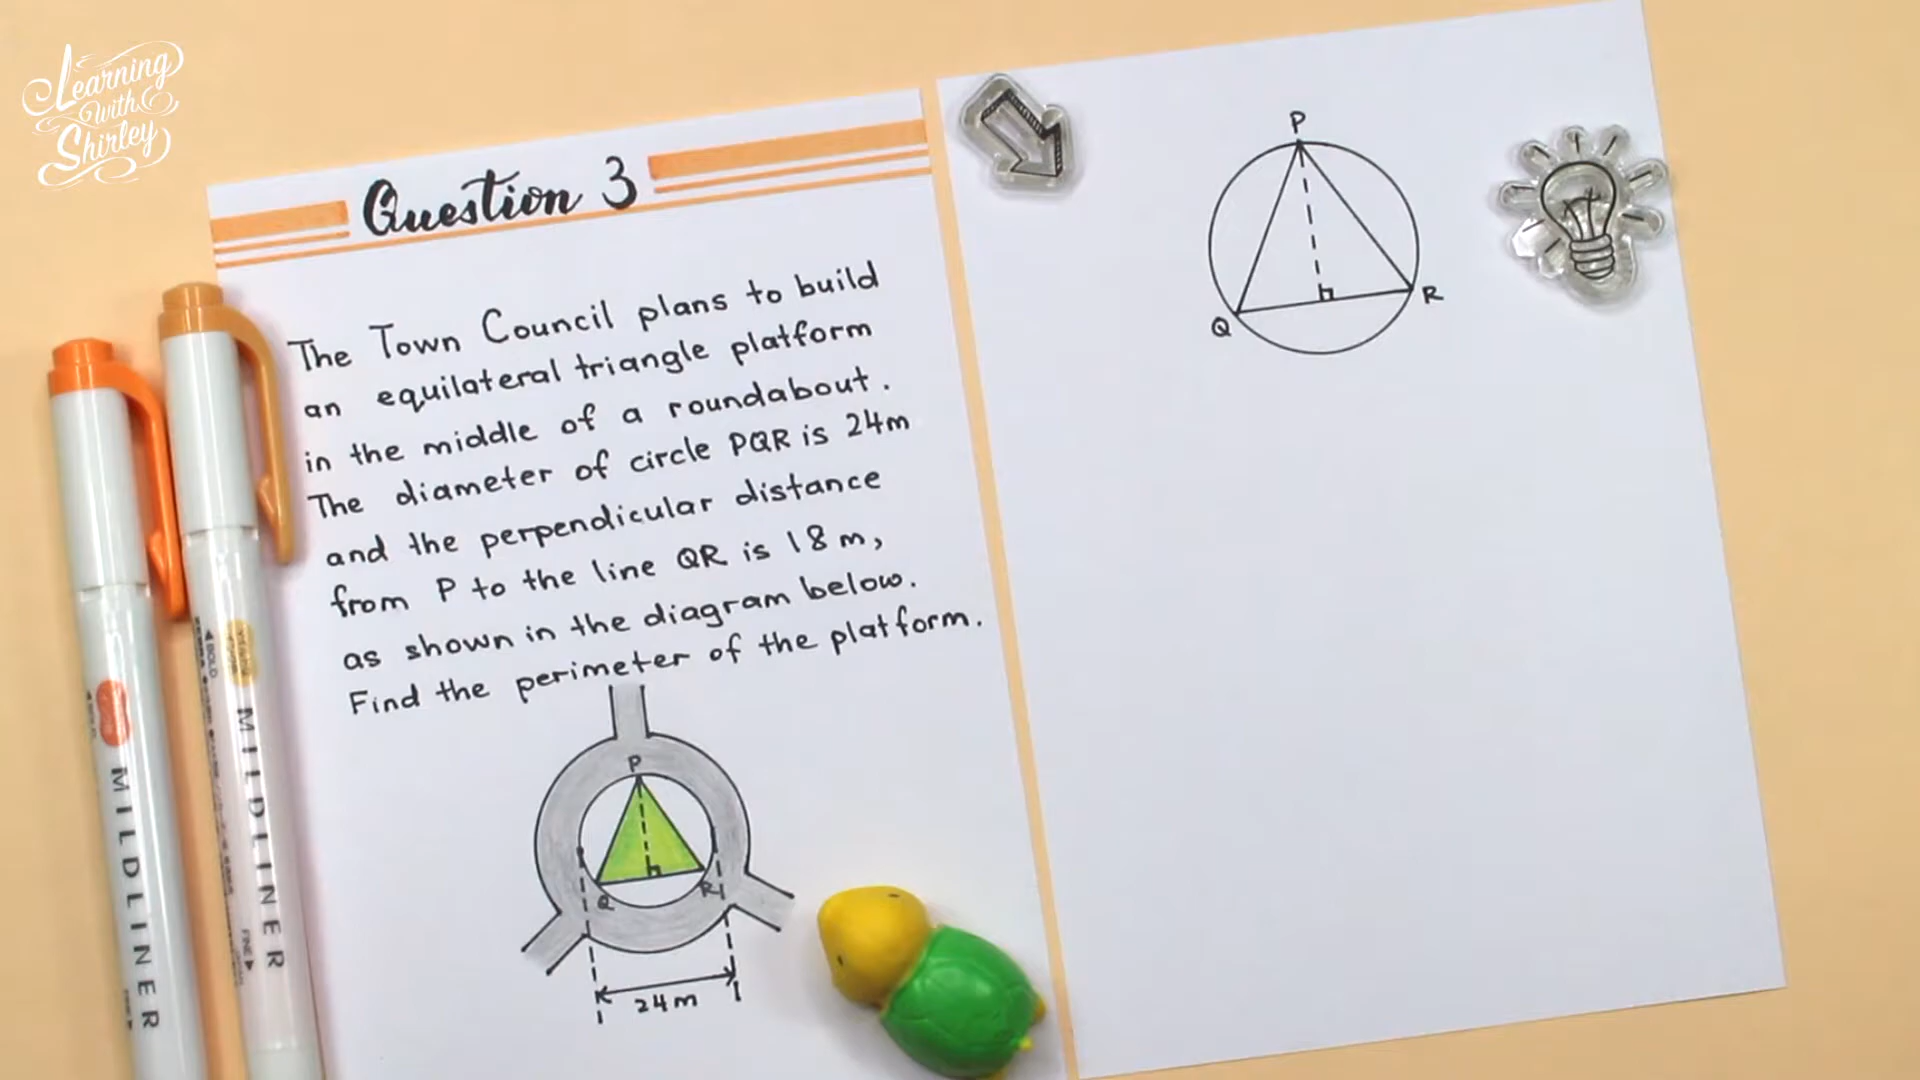 Learning
with
Shirley
Question 3
The Town Council plans to build
an equilateral triangle platform
in the middle of a roundabout.
The diameter of circle PQR is 24m
and the perpendicular distance
from P to the line QR is 18 m,
as shown in the diagram below.
Find the perimeter of the platform.
P
Q
R
24m
P
Q
R
MILDLINER
BOLD
MILDLINER
FINE